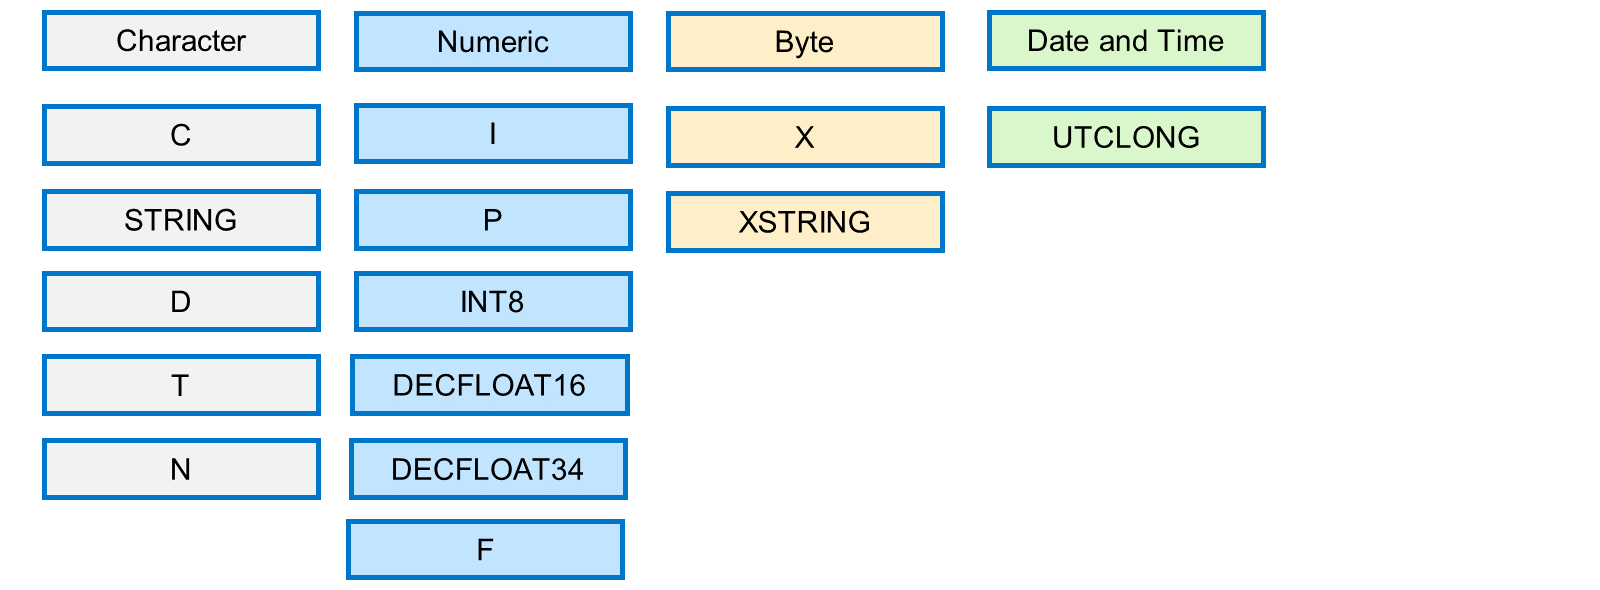 Character
Numeric
Byte
Date and Time
C
I
X
UTCLONG
STRING
P
XSTRING
D
INT8
T
DECFLOAT16
N
DECFLOAT34
F